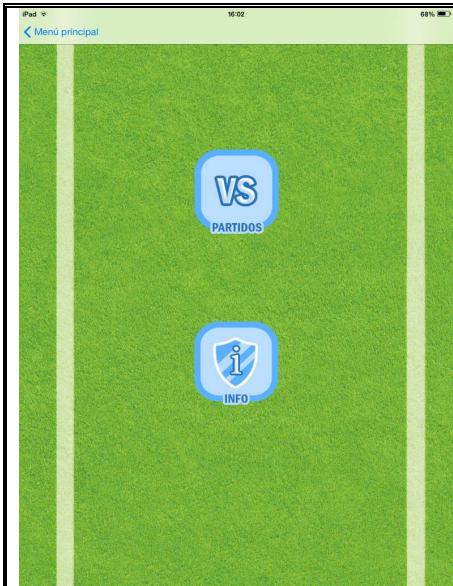 iPad 16:02 68%
Menú principal
VS
PARTIDOS
i
INFO